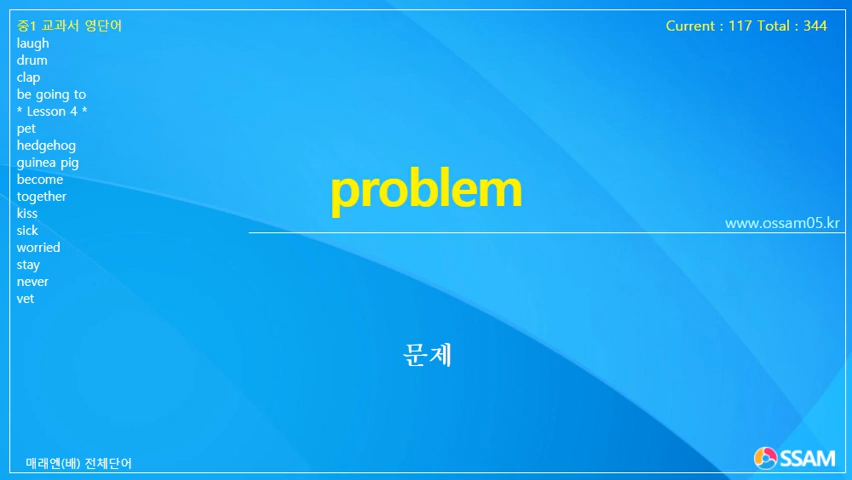 중1 교과서 영단어
Current : 117 Total : 344
laugh
drum
clap
be going to
* Lesson 4 *
pet
hedgehog
guinea pig
become
together
kiss
sick
worried
stay
never
vet
problem
www.ossam05.kr
문제
매래엔(배) 전체단어
OSSAM